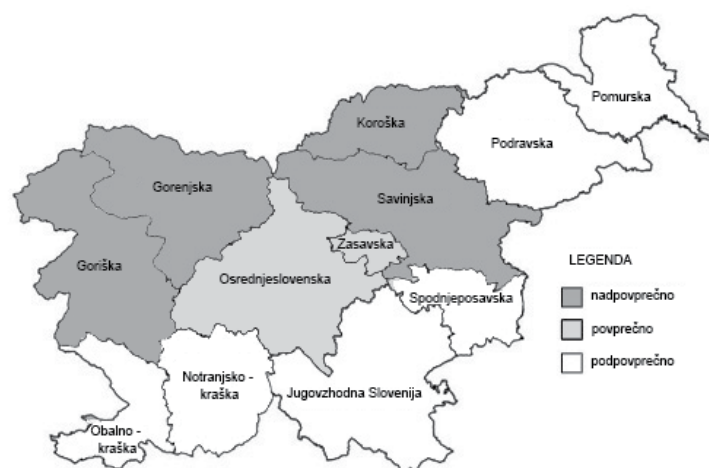 Pomurska
Koroška
Podravska
Gorenjska
Savinjska
Zasavska
Goriška
Osrednjeslovenska
Spodnjeposavska
Notranjsko -
kraška
Jugovzhodna Slovenija
Obalno -
kraška
LEGENDA
nadpovprečno
povprečno
podpovprečno